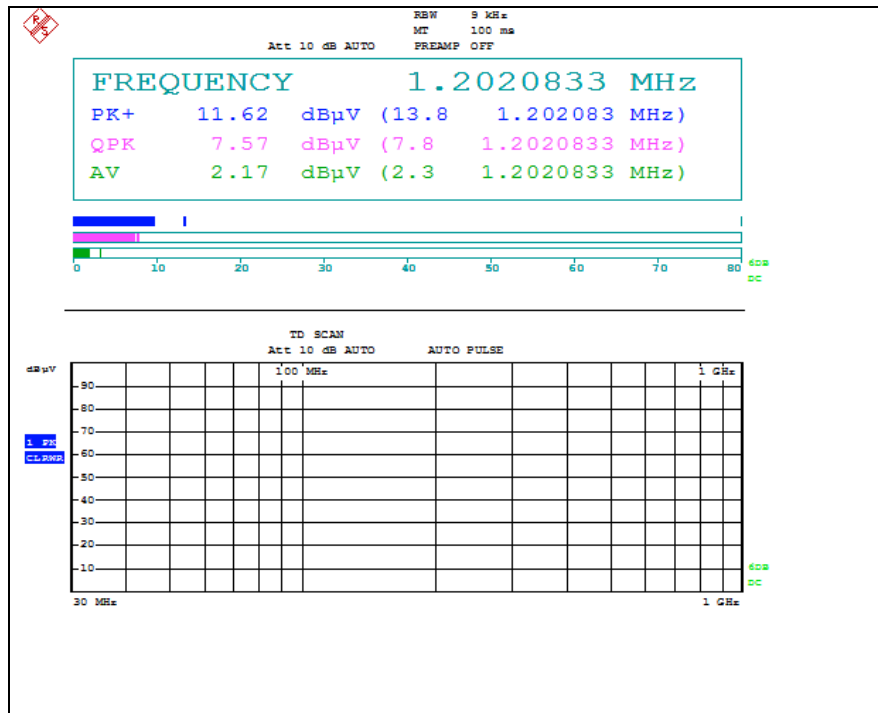 RBW 9 kHz
MT 100 ms
Att 10 dB AUTO PREAMP OFF
FREQUENCY 1.2020833 MHz
PK+ 11.62 dBµV (13.8 1.202083 MHz)
QPK 7.57 dBµV (7.8 1.2020833 MHz)
AV 2.17 dBµV (2.3 1.2020833 MHz)
0 10 20 30 40 50 60 70 80
6DB
DC
TD SCAN
Att 10 dB AUTO AUTO PULSE
dBµV
100 MHz 1 GHz
90
80
70
1 PK
CLRWR
60
50
40
30
20
10
6DB
DC
30 MHz 1 GHz
R S